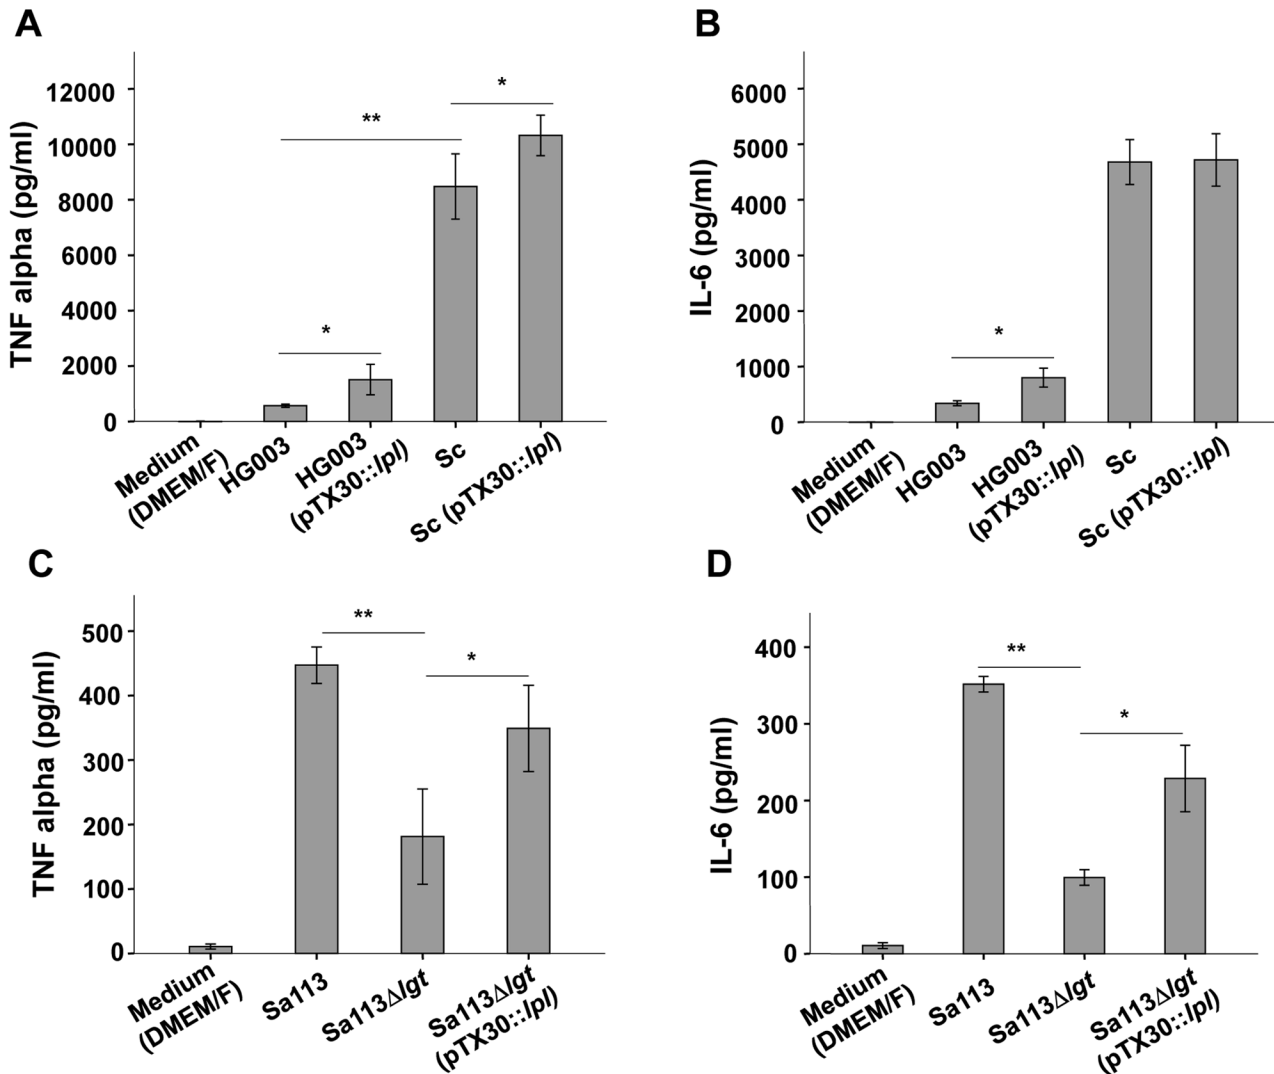 A
TNF alpha (pg/ml)
12000
10000
8000
6000
4000
2000
0
*
**
*
Medium
(DMEM/F)
HG003
HG003
(pTX30::lpl)
Sc
Sc (pTX30::lpl)
B
IL-6 (pg/ml)
6000
5000
4000
3000
2000
1000
0
*
Medium
(DMEM/F)
HG003
HG003
(pTX30::lpl)
Sc
Sc (pTX30::lpl)
C
TNF alpha (pg/ml)
500
400
300
200
100
0
**
*
Medium
(DMEM/F)
Sa113
Sa113Δlgt
Sa113Δlgt
(pTX30::lpl)
D
IL-6 (pg/ml)
400
300
200
100
0
**
*
Medium
(DMEM/F)
Sa113
Sa113Δlgt
Sa113Δlgt
(pTX30::lpl)